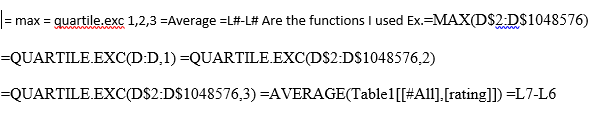 = max = quartile.exc 1,2,3 =Average =L#-L# Are the functions I used Ex.=MAX(D$2:D$1048576)
=QUARTILE.EXC(D:D,1) =QUARTILE.EXC(D$2:D$1048576,2)
=QUARTILE.EXC(D$2:D$1048576,3) =AVERAGE(Table1[[#All],[rating]]) =L7-L6